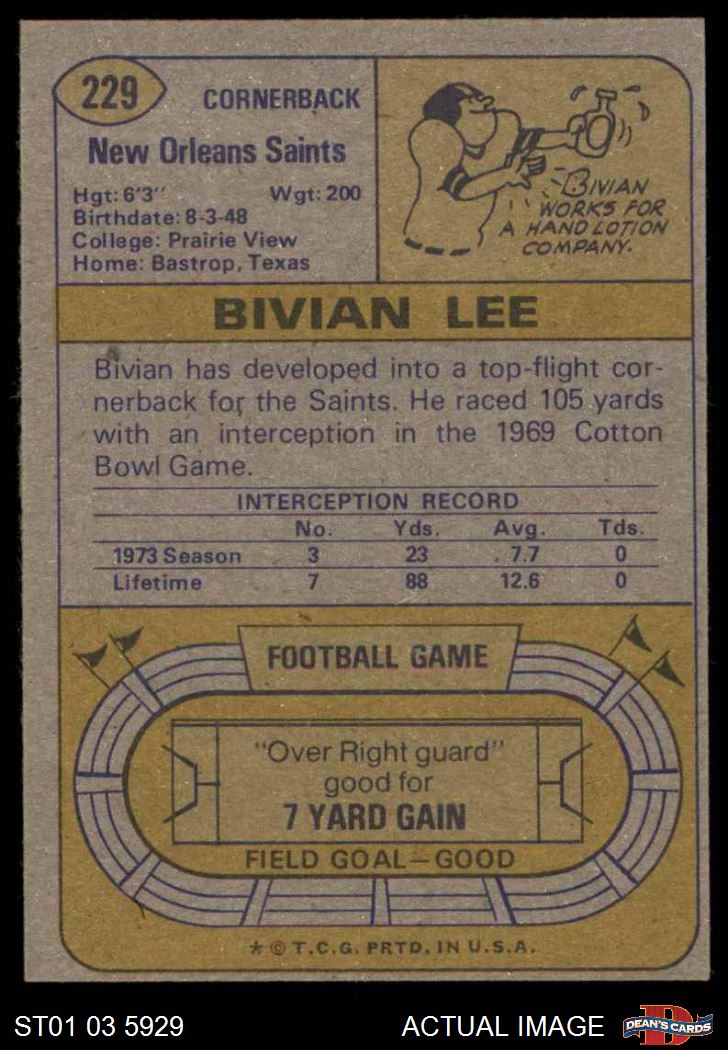 229
CORNERBACK
New Orleans Saints
Hgt: 6'3" Wgt: 200
Birthdate: 8-3-48
College: Prairie View
Home: Bastrop, Texas
BIVIAN
WORKS FOR
A HAND LOTION
COMPANY.
BIVIAN LEE
Bivian has developed into a top-flight cor-
nerback for the Saints. He raced 105 yards
with an interception in the 1969 Cotton
Bowl Game.
INTERCEPTION RECORD
No. Yds. Avg. Tds.
1973 Season 3 23 7.7 0
Lifetime 7 88 12.6 0
FOOTBALL GAME
"Over Right guard"
good for
7 YARD GAIN
FIELD GOAL—GOOD
* © T.C.G. PRTD. IN U.S.A.
ST01 03 5929 ACTUAL IMAGE
D
DEAN'S CARDS